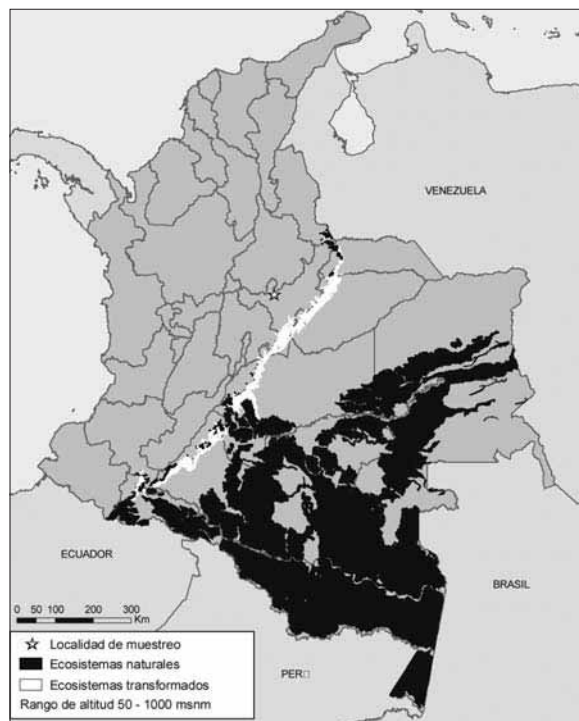 VENEZUELA
ECUADOR
BRASIL
0 50 100 200 300
Km
PER□
Localidad de muestreo
Ecosistemas naturales
Ecosistemas transformados
Rango de altitud 50 - 1000 msnm